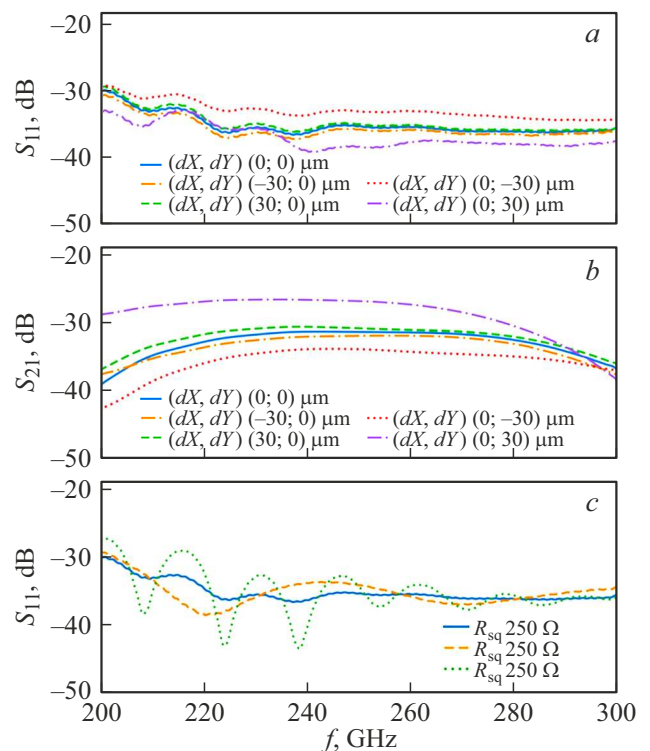 –20
a
–30
S11, dB
–40
(dX, dY) (0; 0) μm
(dX, dY) (–30; 0) μm (dX, dY) (0; –30) μm
(dX, dY) (30; 0) μm (dX, dY) (0; 30) μm
–50
–20
b
–30
S21, dB
–40
(dX, dY) (0; 0) μm
(dX, dY) (–30; 0) μm (dX, dY) (0; –30) μm
(dX, dY) (30; 0) μm (dX, dY) (0; 30) μm
–50
–20
c
–30
S11, dB
–40
Rsq 250 Ω
Rsq 250 Ω
Rsq 250 Ω
–50
200 220 240 260 280 300
f, GHz